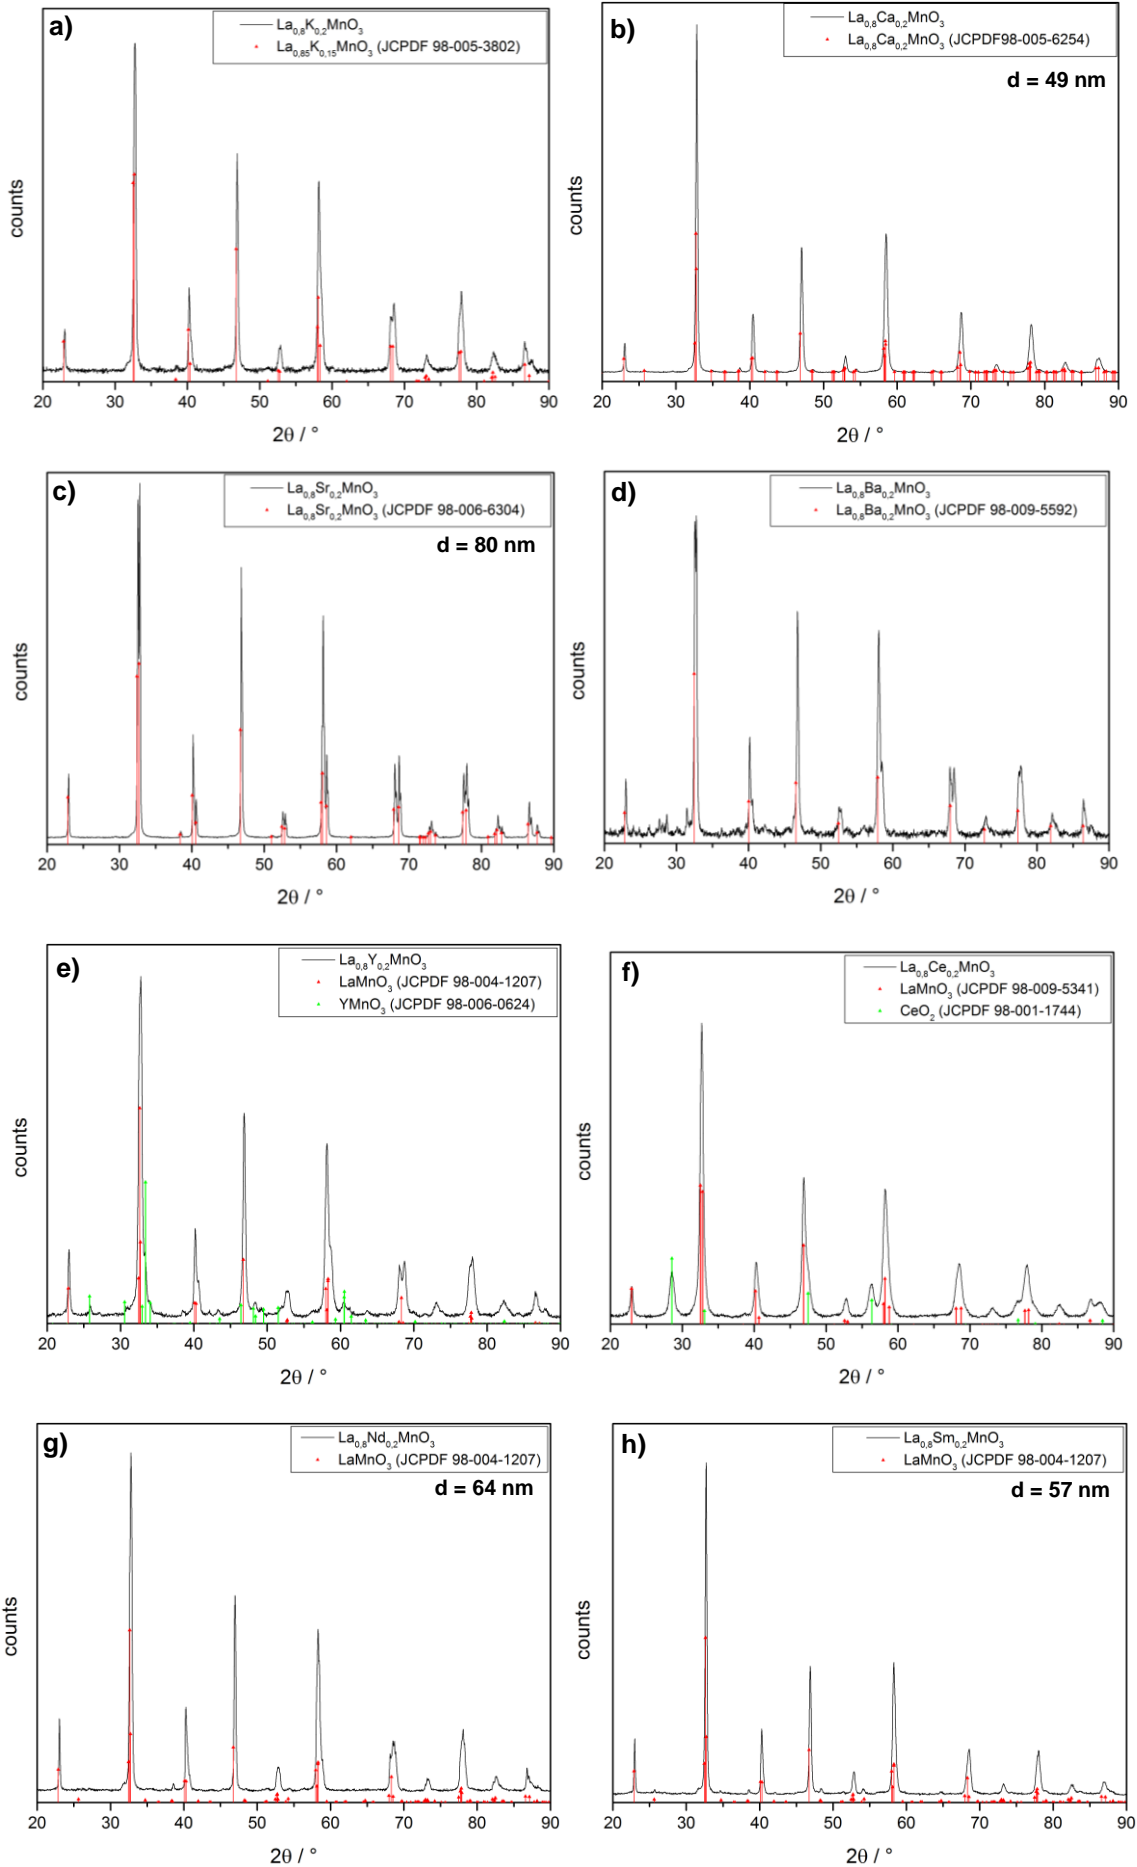 a)
La0,8K0,2MnO3
La0,85K0,15MnO3 (JCPDF 98-005-3802)
counts
20 30 40 50 60 70 80 90
2θ / °
b)
La0,8Ca0,2MnO3
La0,8Ca0,2MnO3 (JCPDF98-005-6254)
d = 49 nm
counts
20 30 40 50 60 70 80 90
2θ / °
c)
La0,8Sr0,2MnO3
La0,8Sr0,2MnO3 (JCPDF 98-006-6304)
d = 80 nm
counts
20 30 40 50 60 70 80 90
2θ / °
d)
La0,8Ba0,2MnO3
La0,8Ba0,2MnO3 (JCPDF 98-009-5592)
counts
20 30 40 50 60 70 80 90
2θ / °
e)
La0,8Y0,2MnO3
LaMnO3 (JCPDF 98-004-1207)
YMnO3 (JCPDF 98-006-0624)
counts
20 30 40 50 60 70 80 90
2θ / °
f)
La0,8Ce0,2MnO3
LaMnO3 (JCPDF 98-009-5341)
CeO2 (JCPDF 98-001-1744)
counts
20 30 40 50 60 70 80 90
2θ / °
g)
La0,8Nd0,2MnO3
LaMnO3 (JCPDF 98-004-1207)
d = 64 nm
counts
20 30 40 50 60 70 80 90
2θ / °
h)
La0,8Sm0,2MnO3
LaMnO3 (JCPDF 98-004-1207)
d = 57 nm
counts
20 30 40 50 60 70 80 90
2θ / °